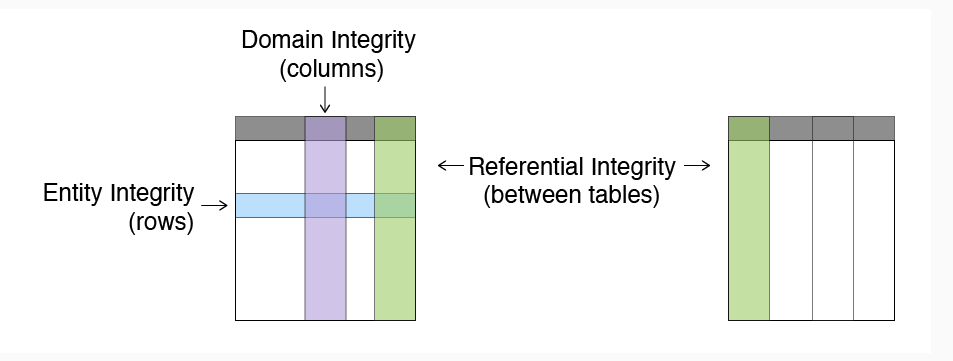 Domain Integrity
(columns)
Entity Integrity
(rows)
Referential Integrity
(between tables)